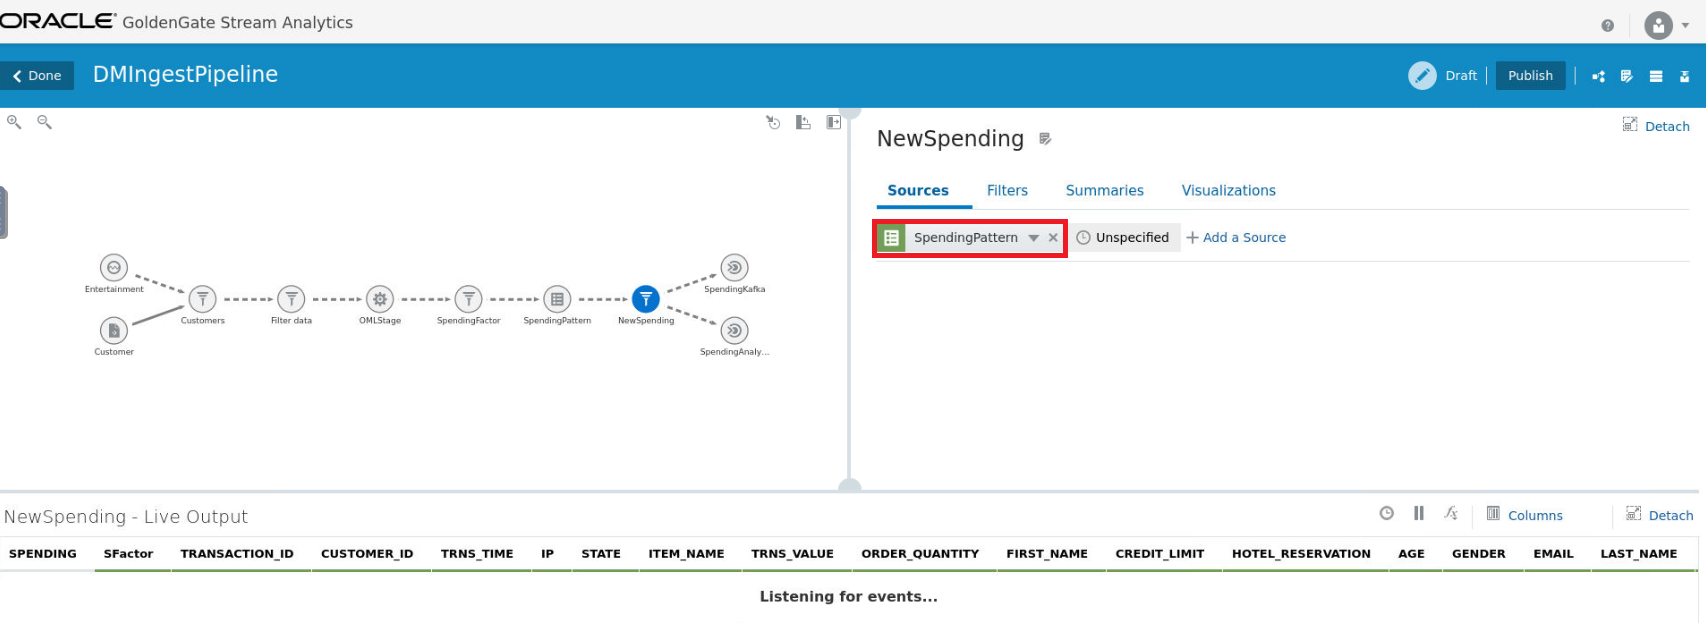 ORACLE GoldenGate Stream Analytics
Done DMIngestPipeline Draft Publish
NewSpending
Detach
Sources Filters Summaries Visualizations
SpendingPattern Unspecified Add a Source
Entertainment
Customer
Customers
Filter data
OMLStage
SpendingFactor
SpendingPattern
NewSpending
SpendingKafka
SpendingAnaly...
NewSpending - Live Output
Columns Detach
SPENDING SFactor TRANSACTION_ID CUSTOMER_ID TRNS_TIME IP STATE ITEM_NAME TRNS_VALUE ORDER_QUANTITY FIRST_NAME CREDIT_LIMIT HOTEL_RESERVATION AGE GENDER EMAIL LAST_NAME
Listening for events...